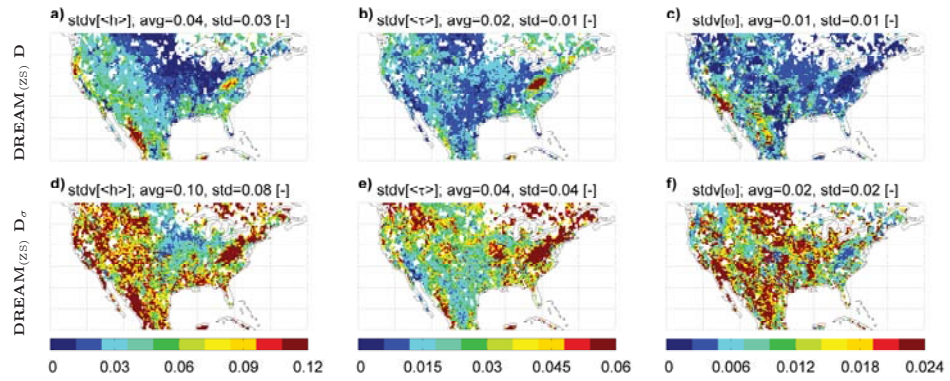 a) stdv[<h>]; avg=0.04, std=0.03 [-]
b) stdv[<τ>], avg=0.02, std=0.01 [-]
c) stdv[ω], avg=0.01, std=0.01 [-]
DREAM(ZS) D
d) stdv[<h>]; avg=0.10, std=0.08 [-]
e) stdv[<τ>], avg=0.04, std=0.04 [-]
f) stdv[ω], avg=0.02, std=0.02 [-]
DREAM(ZS) Dσ
0 0.03 0.06 0.09 0.12
0 0.015 0.03 0.045 0.06
0 0.006 0.012 0.018 0.024